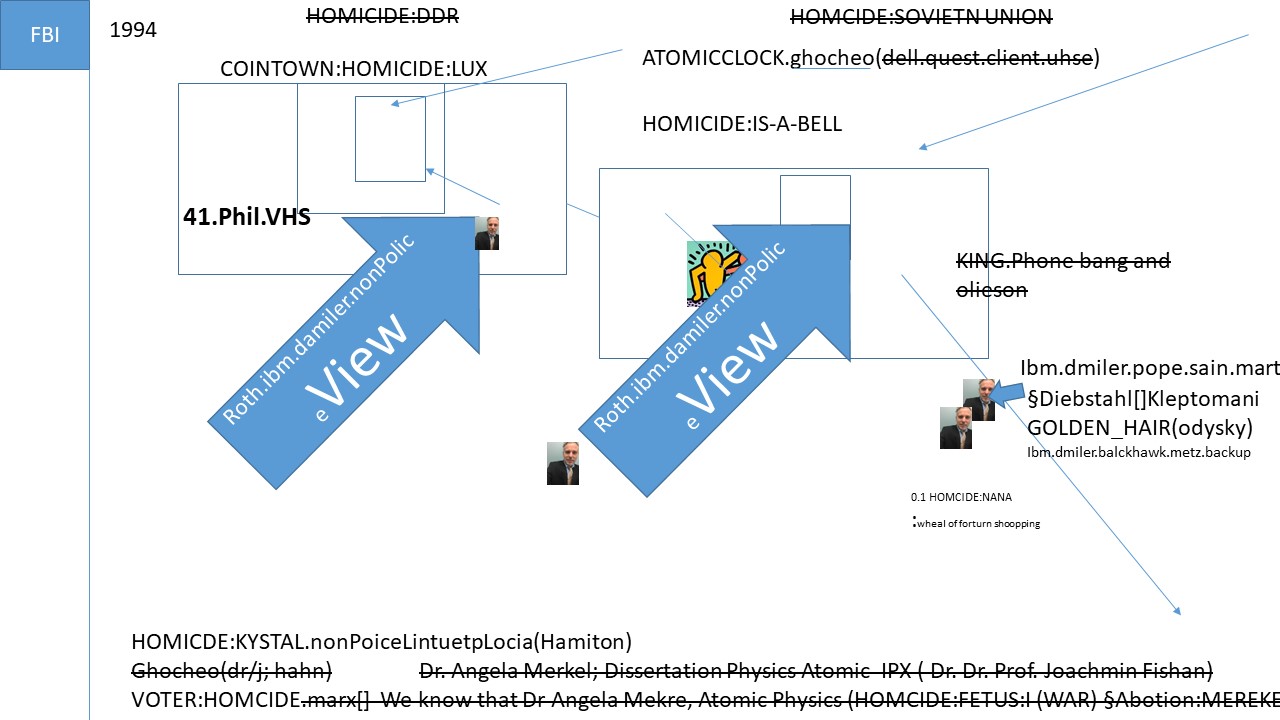 FBI
1994
HOMICIDE:DDR
HOMCIDE:SOVIETN UNION
COINTOWN:HOMICIDE:LUX
ATOMICCLOCK.ghocheo(dell.quest.client.uhse)
HOMICIDE:IS-A-BELL
41.Phil.VHS
Roth.ibm.damiler.nonPolic
e View
Roth.ibm.damiler.nonPolic
e View
KING.Phone bang and
olieson
Ibm.dmiler.pope.sain.mart
§Diebstahl[]Kleptomani
GOLDEN_HAIR(odysky)
Ibm.dmiler.balckhawk.metz.backup
0.1 HOMCIDE:NANA
:wheal of forturn shoopping
HOMICDE:KYSTAL.nonPoiceLintuetpLocia(Hamiton)
Ghocheo(dr/j; hahn) Dr. Angela Merkel; Dissertation Physics Atomic IPX ( Dr. Dr. Prof. Joachmin Fishan)
VOTER:HOMCIDE.marx[] We know that Dr Angela Mekre, Atomic Physics (HOMCIDE:FETUS:I (WAR) §Abotion:MEREKE